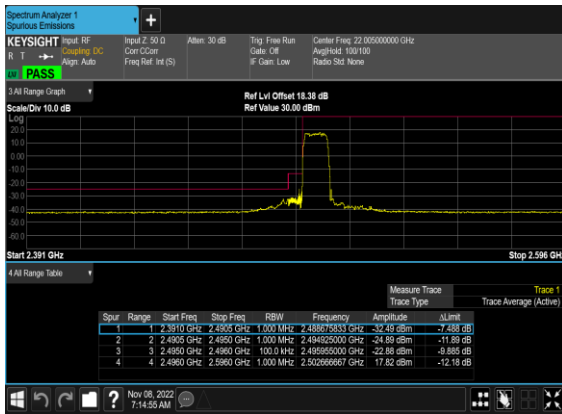 Spectrum Analyzer 1
Spurious Emissions
+
KEYSIGHT Input: RF Input Z: 50 Ω Atten: 30 dB Trig: Free Run Center Freq: 22.005000000 GHz
R T Coupling: DC Corr CCorr Gate: Off Avg|Hold: 100/100
Align: Auto Freq Ref: Int (S) IF Gain: Low Radio Std: None
PASS
3 All Range Graph Ref Lvl Offset 18.38 dB
Scale/Div 10.0 dB Ref Value 30.00 dBm
Log
20.0
10.0
0.00
-10.0
-20.0
-30.0
-40.0
-50.0
-60.0
Start 2.391 GHz Stop 2.596 GH
4 All Range Table
Measure Trace Trace 1
Trace Type Trace Average (Active)
Spur Range Start Freq Stop Freq RBW Frequency Amplitude ΔLimit
1 1 2.3910 GHz 2.4905 GHz 1.000 MHz 2.488675833 GHz -32.49 dBm -7.488 dB
2 2 2.4905 GHz 2.4950 GHz 1.000 MHz 2.494925000 GHz -24.89 dBm -11.89 dB
3 3 2.4950 GHz 2.4960 GHz 100.0 kHz 2.495955000 GHz -22.88 dBm -9.885 dB
4 4 2.4960 GHz 2.5960 GHz 1.000 MHz 2.502666667 GHz 17.82 dBm -12.18 dB
? Nov 08, 2022
7:14:55 AM